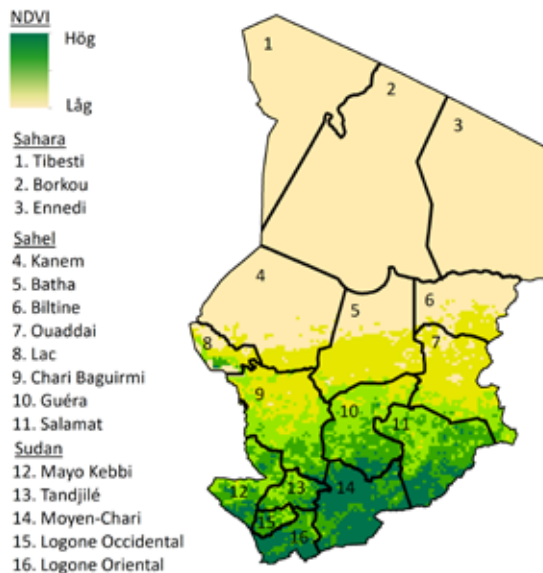 NDVI
Hög
Låg
Sahara
1. Tibesti
2. Borkou
3. Ennedi
Sahel
4. Kanem
5. Batha
6. Biltine
7. Ouaddai
8. Lac
9. Chari Baguirmi
10. Guéra
11. Salamat
Sudan
12. Mayo Kebbi
13. Tandjilé
14. Moyen-Chari
15. Logone Occidental
16. Logone Oriental
1
2
3
4
5
6
7
8
9
10
11
12
13
14
15
16